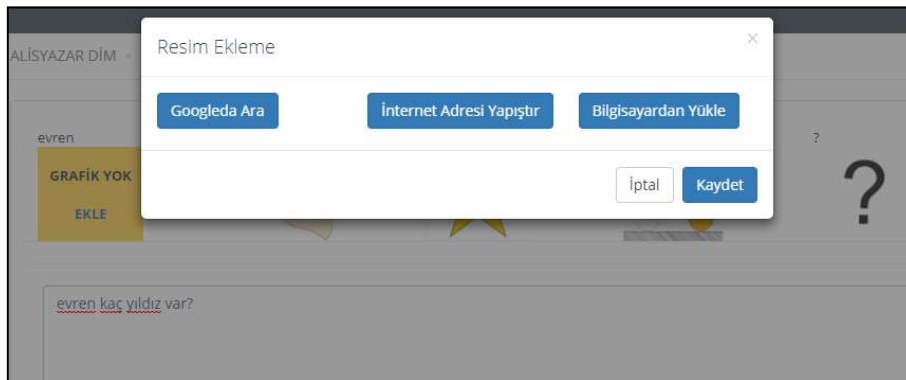 Resim Ekleme
×
ALİSYAZAR DİM
Googleda Ara
İnternet Adresi Yapıştır
Bilgisayardan Yükle
evren
?
GRAFİK YOK
EKLE
İptal
Kaydet
?
evren kaç yıldız var?